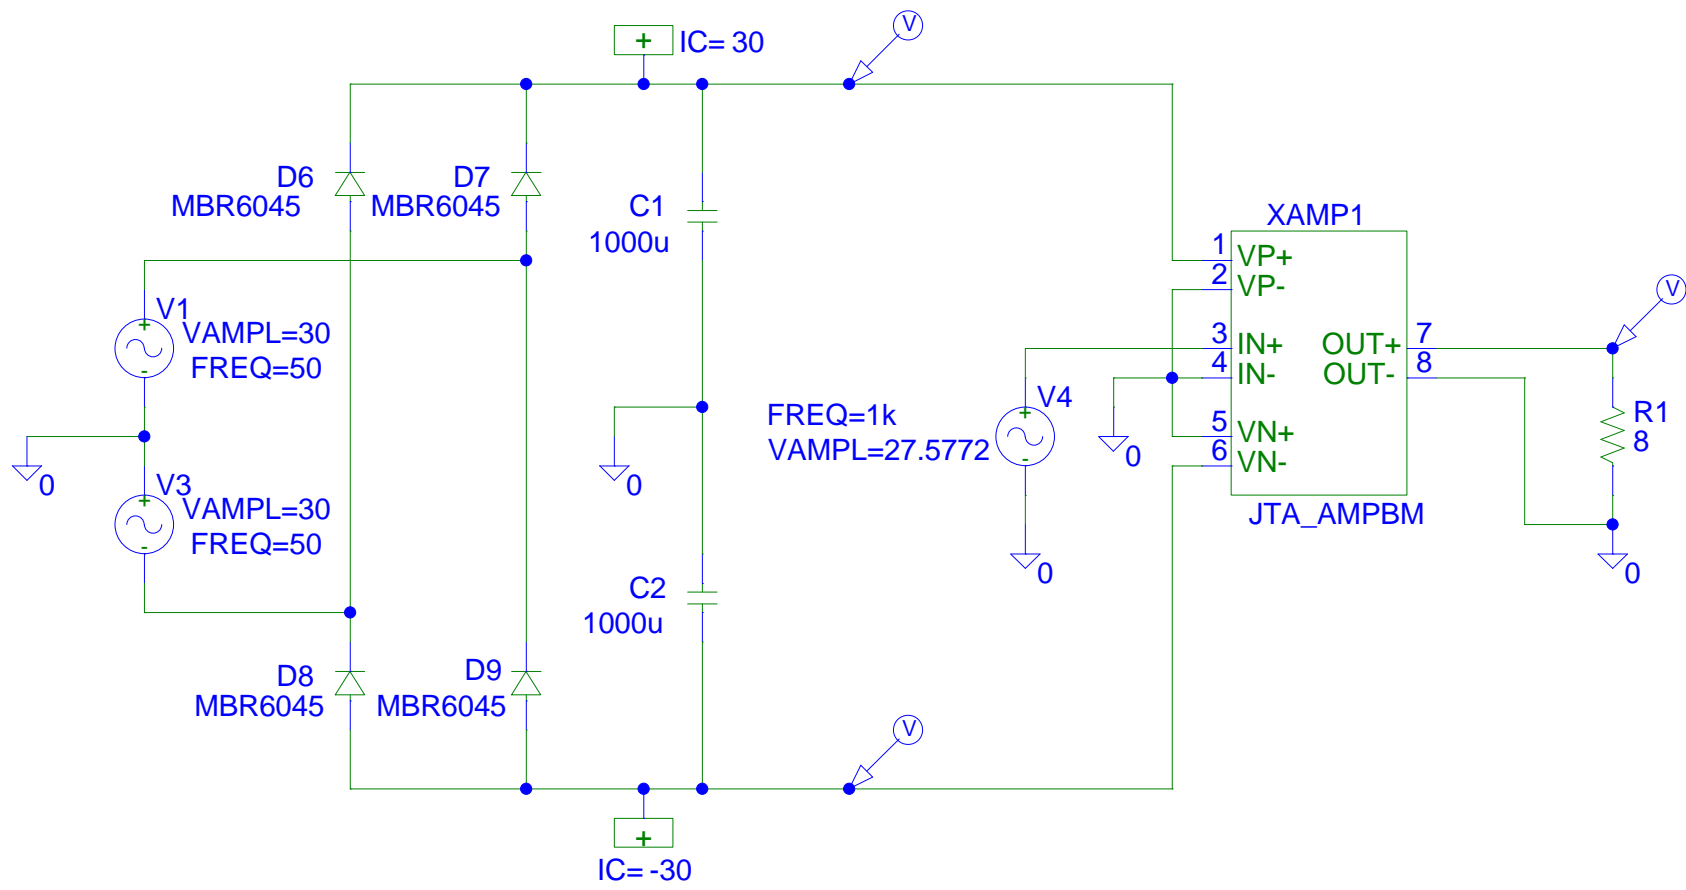 +
IC= 30
V
D6
MBR6045
D7
MBR6045
C1
1000u
XAMP1
1
VP+
2
VP-
3
IN+
4
IN-
5
VN+
6
VN-
OUT+
7
OUT-
8
JTA_AMPBM
V
R1
8
0
V1
+
-
VAMPL=30
FREQ=50
0
V3
+
-
VAMPL=30
FREQ=50
0
V4
+
-
FREQ=1k
VAMPL=27.5772
0
0
C2
1000u
D8
MBR6045
D9
MBR6045
V
+
IC= -30